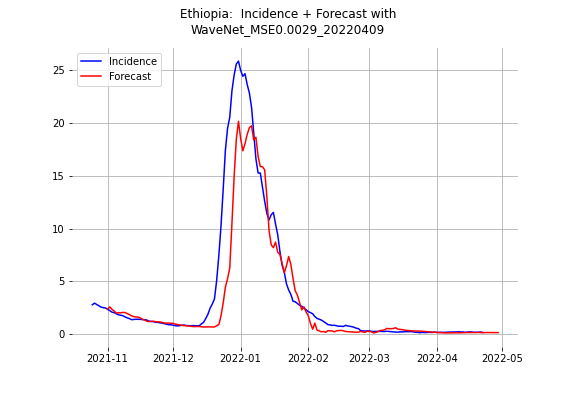 Ethiopia:  Incidence + Forecast with
WaveNet_MSE0.0029_20220409
Incidence
Forecast
25
20
15
10
5
0
2021-11 2021-12 2022-01 2022-02 2022-03 2022-04 2022-05